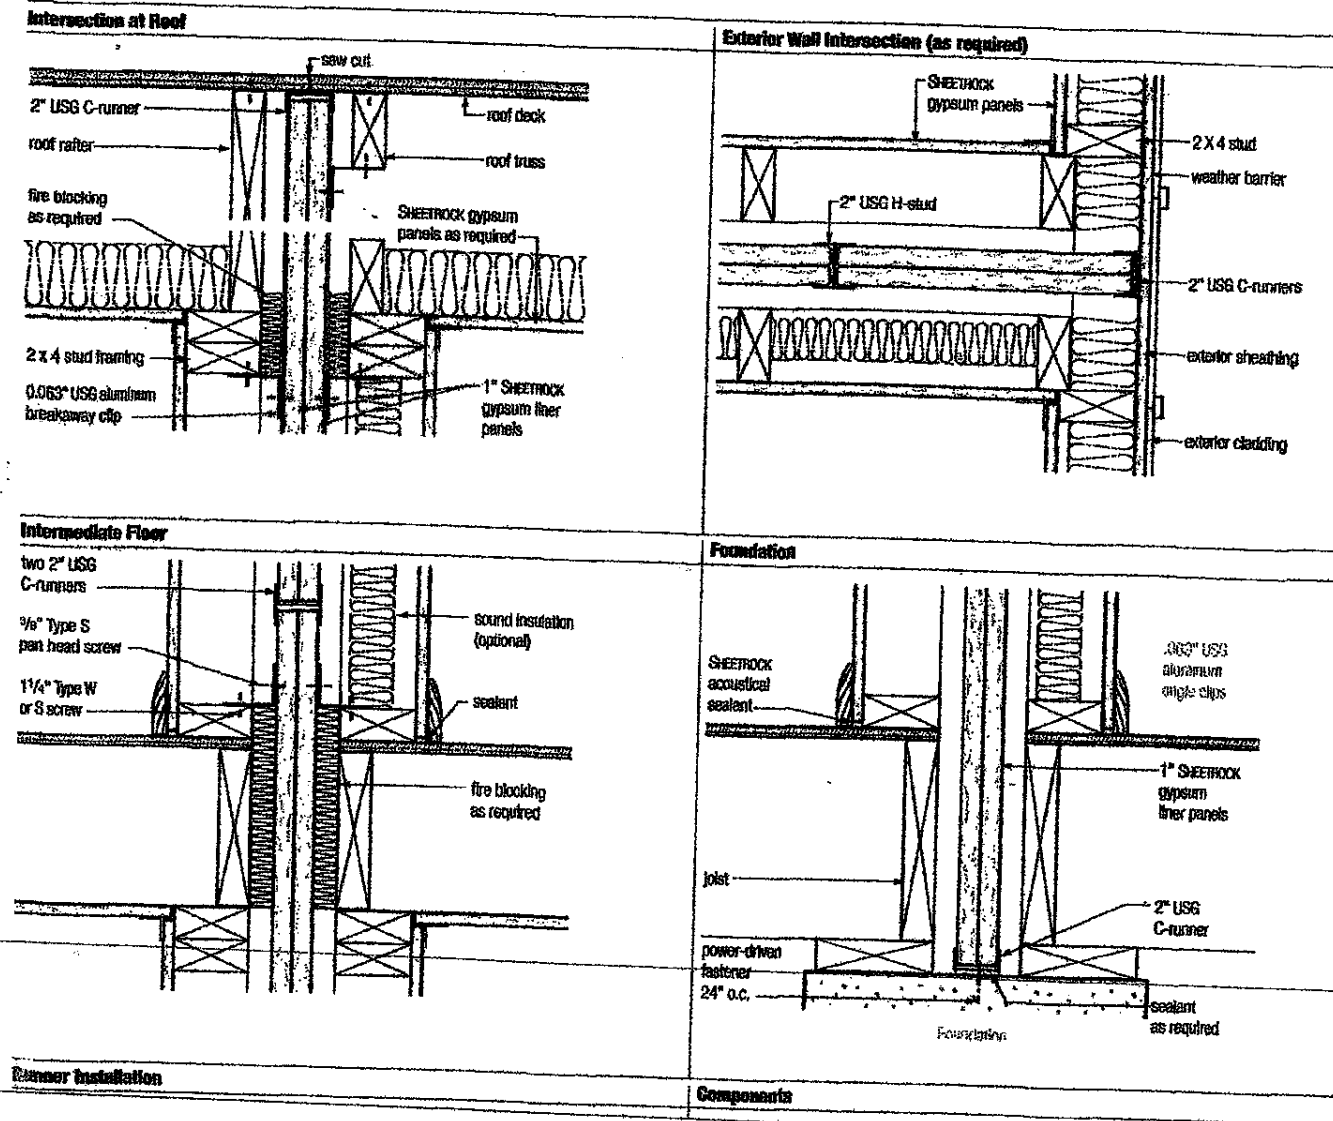 Intersection at Roof
saw cut
2" USG C-runner
roof deck
roof rafter
roof truss
fire blocking
as required
SHEETROCK gypsum
panels as required
2 x 4 stud framing
0.063" USG aluminum
breakaway clip
1" SHEETROCK
gypsum liner
panels
Exterior Wall Intersection (as required)
SHEETROCK
gypsum panels
2 X 4 stud
weather barrier
2" USG H-stud
2" USG C-runners
exterior sheathing
exterior cladding
Intermediate Floor
two 2" USG
C-runners
3/8" Type S
pan head screw
sound insulation
(optional)
1 1/4" Type W
or S screw
sealant
fire blocking
as required
Foundation
SHEETROCK
acoustical
sealant
.063" USG
aluminum
angle clips
1" SHEETROCK
gypsum
liner panels
joist
2" USG
C-runner
power-driven
fastener
24" o.c.
sealant
as required
Foundation
Runner Installation
Components